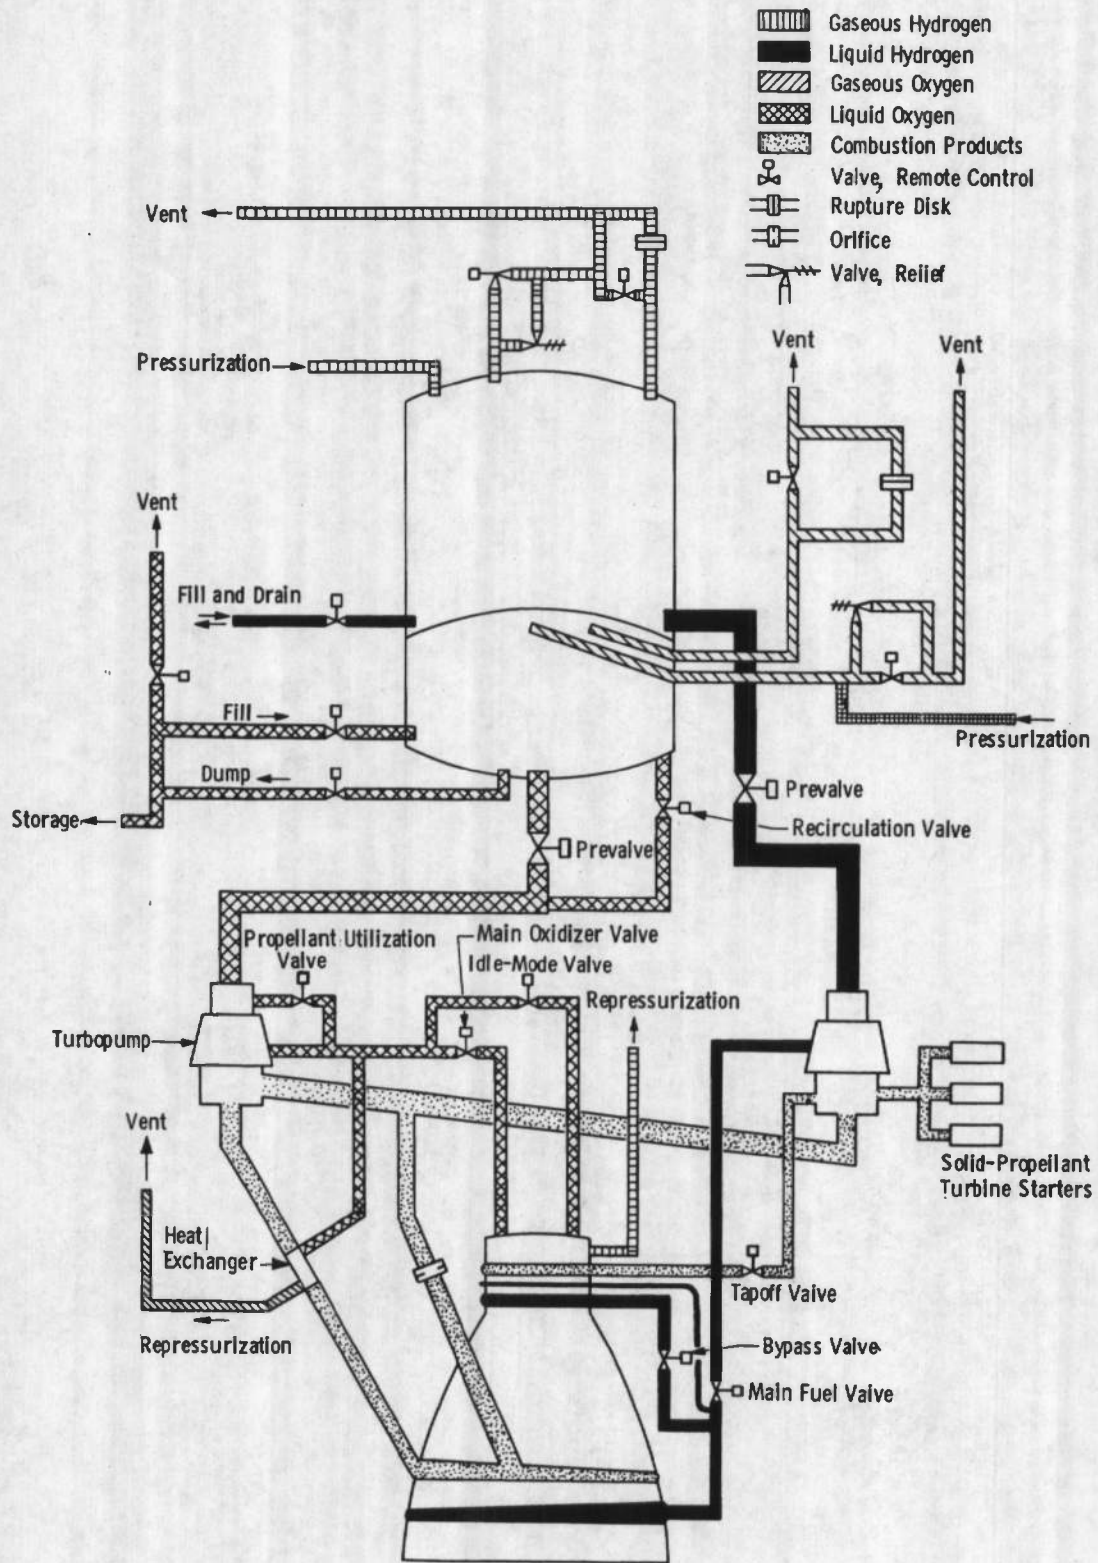 Gaseous Hydrogen
Liquid Hydrogen
Gaseous Oxygen
Liquid Oxygen
Combustion Products
Valve, Remote Control
Rupture Disk
Orifice
Valve, Relief
Vent
Pressurization
Vent
Vent
Vent
Fill and Drain
Fill
Dump
Storage
Pressurization
Prevalve
Recirculation Valve
Prevalve
Propellant Utilization
Valve
Main Oxidizer Valve
Idle-Mode Valve
Repressurization
Turbopump
Vent
Solid-Propellant
Turbine Starters
Heat
Exchanger
Tapoff Valve
Repressurization
Bypass Valve
Main Fuel Valve